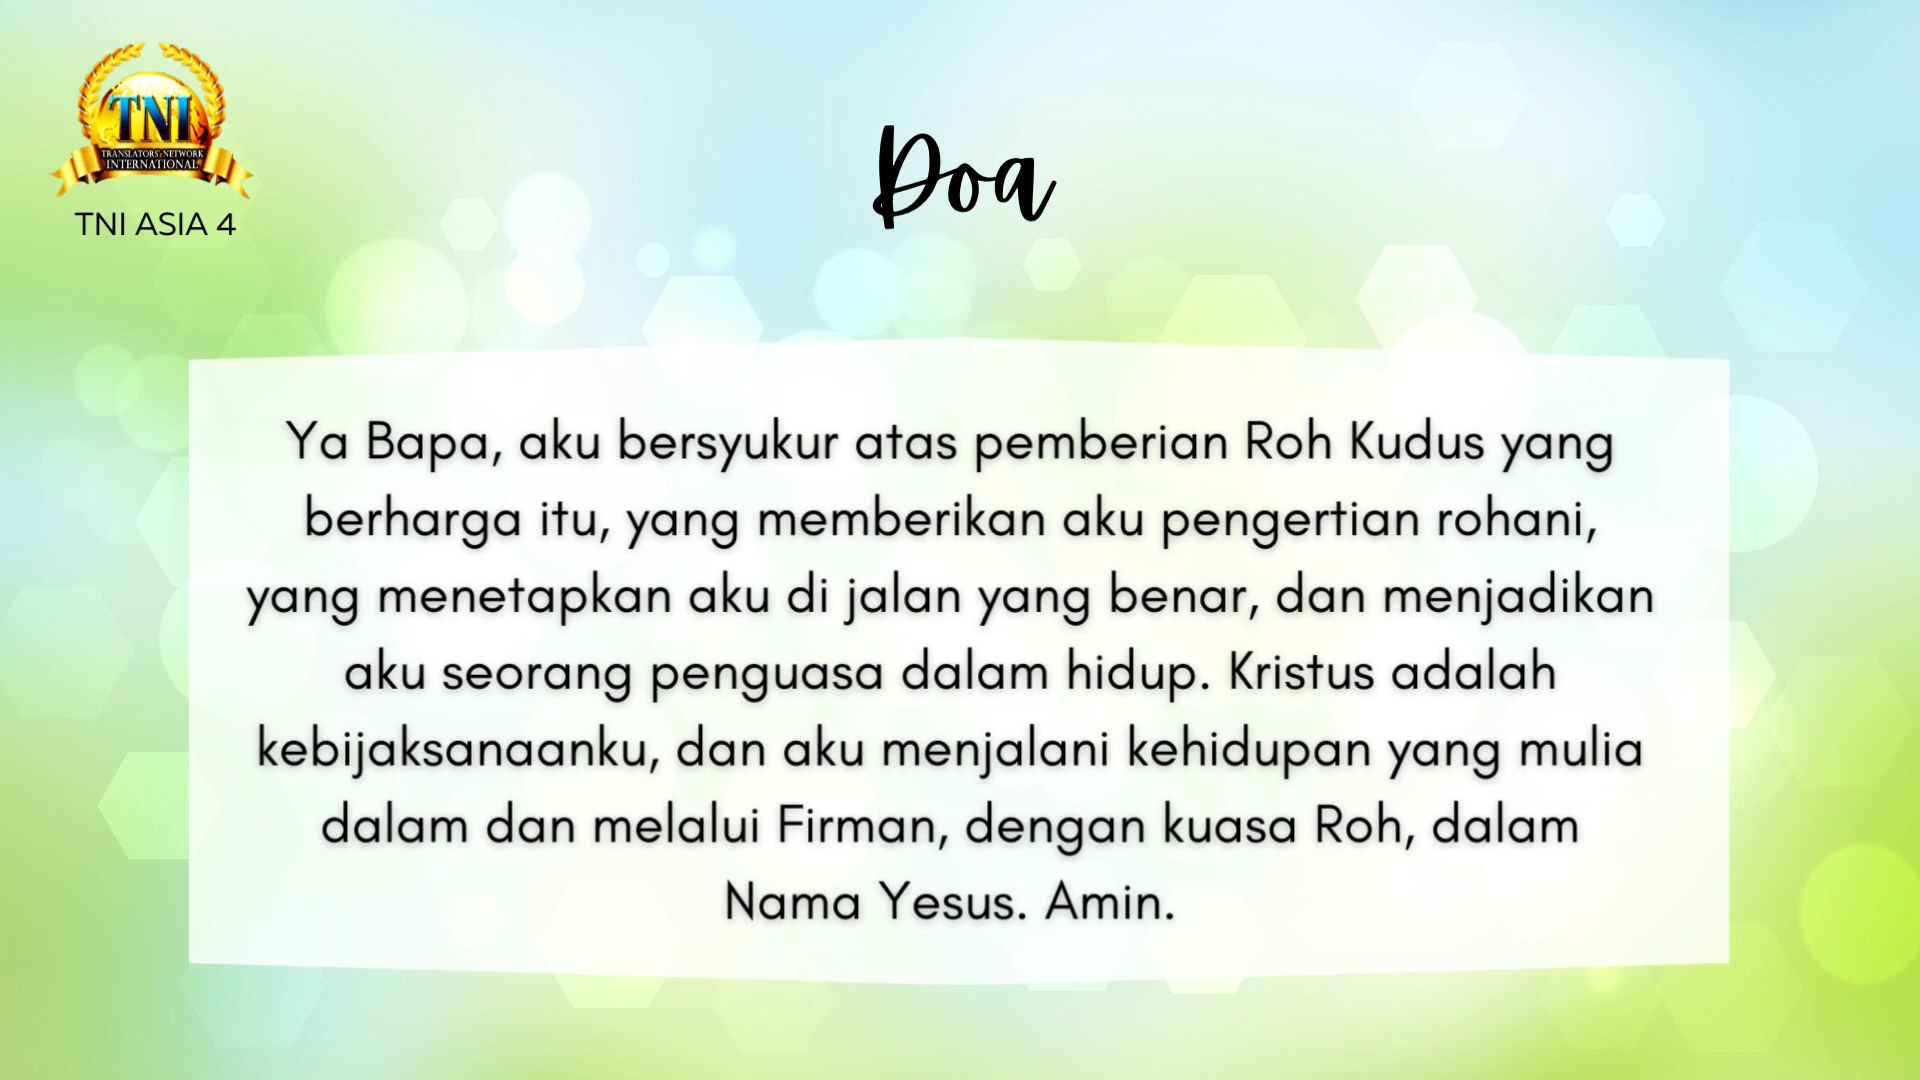 TNI
TRANSLATORS' NETWORK
INTERNATIONAL
TNI ASIA 4
Doa
Ya Bapa, aku bersyukur atas pemberian Roh Kudus yang
berharga itu, yang memberikan aku pengertian rohani,
yang menetapkan aku di jalan yang benar, dan menjadikan
aku seorang penguasa dalam hidup. Kristus adalah
kebijaksanaanku, dan aku menjalani kehidupan yang mulia
dalam dan melalui Firman, dengan kuasa Roh, dalam
Nama Yesus. Amin.